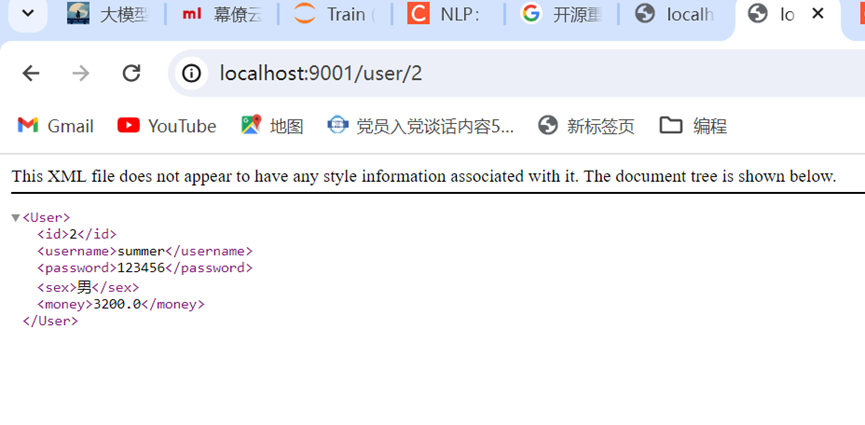 大模型 ml 幕僚云 Train C NLP: G 开源重 localh lo
localhost:9001/user/2
Gmail YouTube 地图 党员入党谈话内容5... 新标签页 编程
This XML file does not appear to have any style information associated with it. The document tree is shown below.
▼<User>
<id>2</id>
<username>summer</username>
<password>123456</password>
<sex>男</sex>
<money>3200.0</money>
</User>